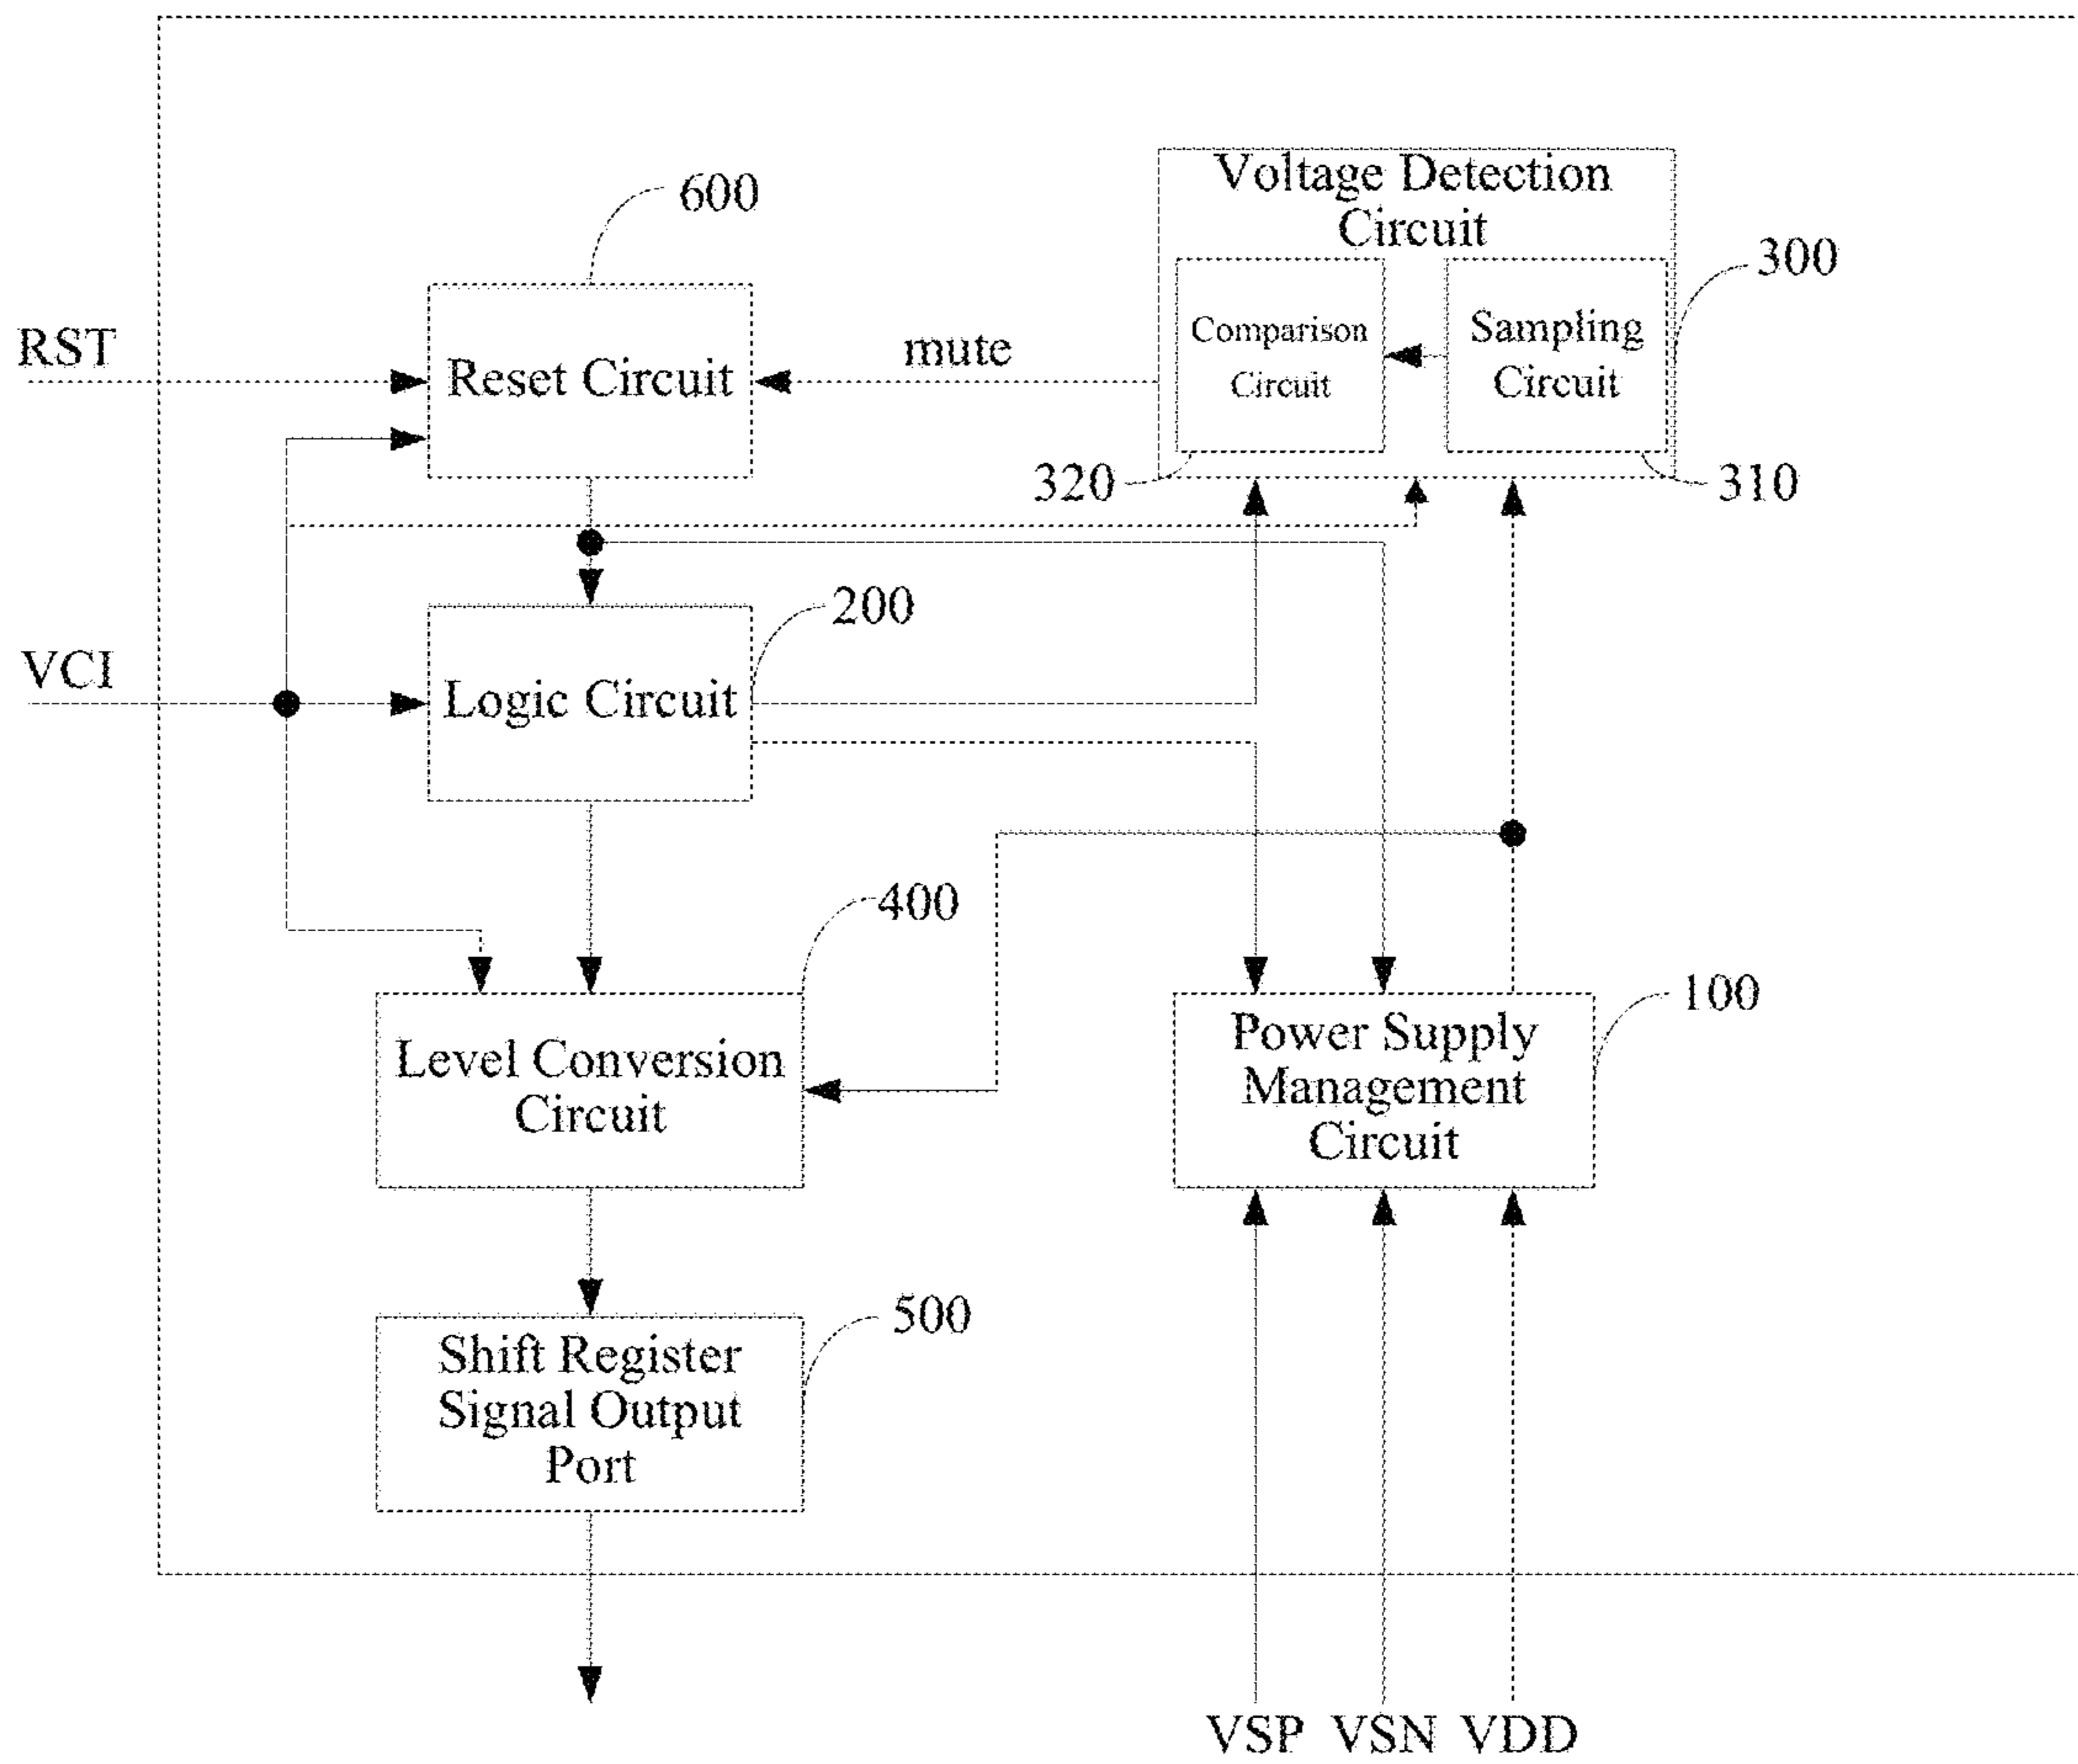 Voltage Detection
Circuit
600
300
RST
Reset Circuit
mute
Comparison
Circuit
Sampling
Circuit
320
310
200
VCI
Logic Circuit
400
100
Level Conversion
Circuit
Power Supply
Management
Circuit
500
Shift Register
Signal Output
Port
VSP VSN VDD